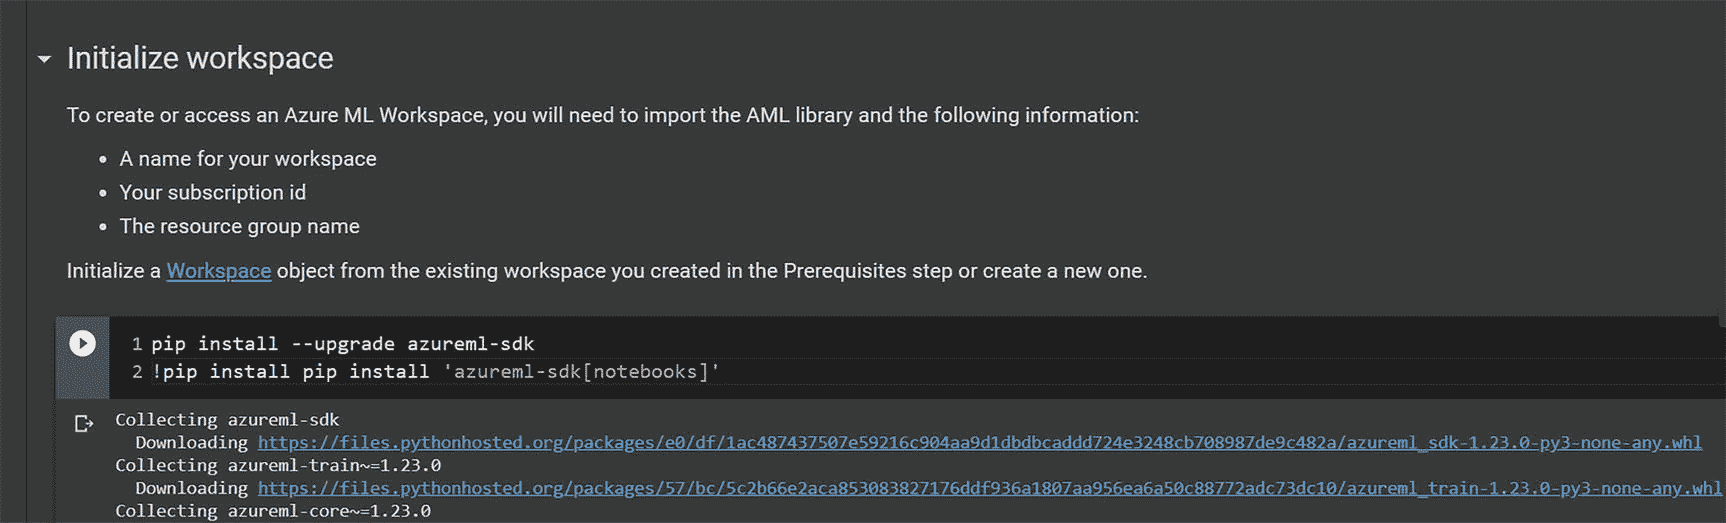 Initialize workspace
To create or access an Azure ML Workspace, you will need to import the AML library and the following information:
• A name for your workspace
• Your subscription id
• The resource group name
Initialize a Workspace object from the existing workspace you created in the Prerequisites step or create a new one.
1 pip install --upgrade azureml-sdk
2 !pip install pip install 'azureml-sdk[notebooks]'
Collecting azureml-sdk
Downloading https://files.pythonhosted.org/packages/e0/df/1ac487437507e59216c904aa9d1dbdbcaddd724e3248cb708987de9c482a/azureml_sdk-1.23.0-py3-none-any.whl
Collecting azureml-train~=1.23.0
Downloading https://files.pythonhosted.org/packages/57/bc/5c2b66e2aca853083827176ddf936a1807aa956ea6a50c88772adc73dc10/azureml_train-1.23.0-py3-none-any.whl
Collecting azureml-core~=1.23.0